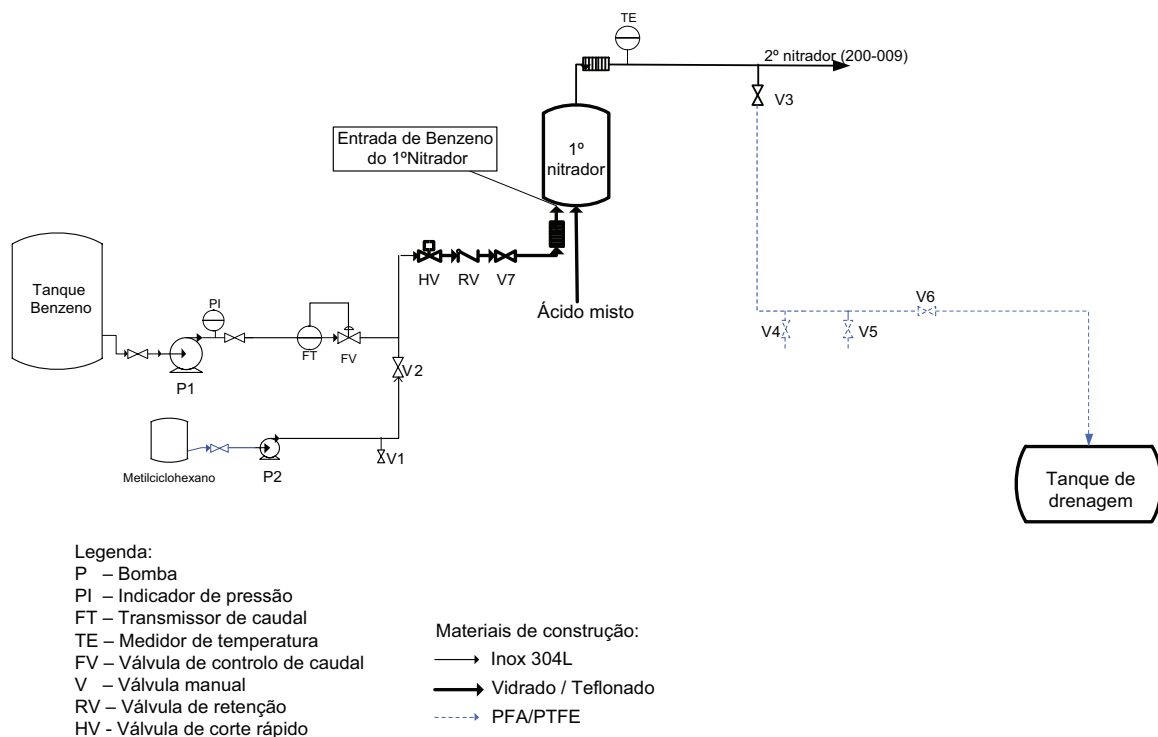 TE
2º nitrador (200-009)
V3
Entrada de Benzeno
do 1ºNitrador
1º
nitrador
Tanque
Benzeno
PI
HV
RV
V7
Ácido misto
V6
V4
V5
FT
FV
P1
V2
Metilciclohexano
P2
V1
Tanque de
drenagem
Legenda:
P – Bomba
PI – Indicador de pressão
FT – Transmissor de caudal
TE – Medidor de temperatura
FV – Válvula de controlo de caudal
V – Válvula manual
RV – Válvula de retenção
HV - Válvula de corte rápido
Materiais de construção:
Inox 304L
Vidrado / Teflonado
PFA/PTFE